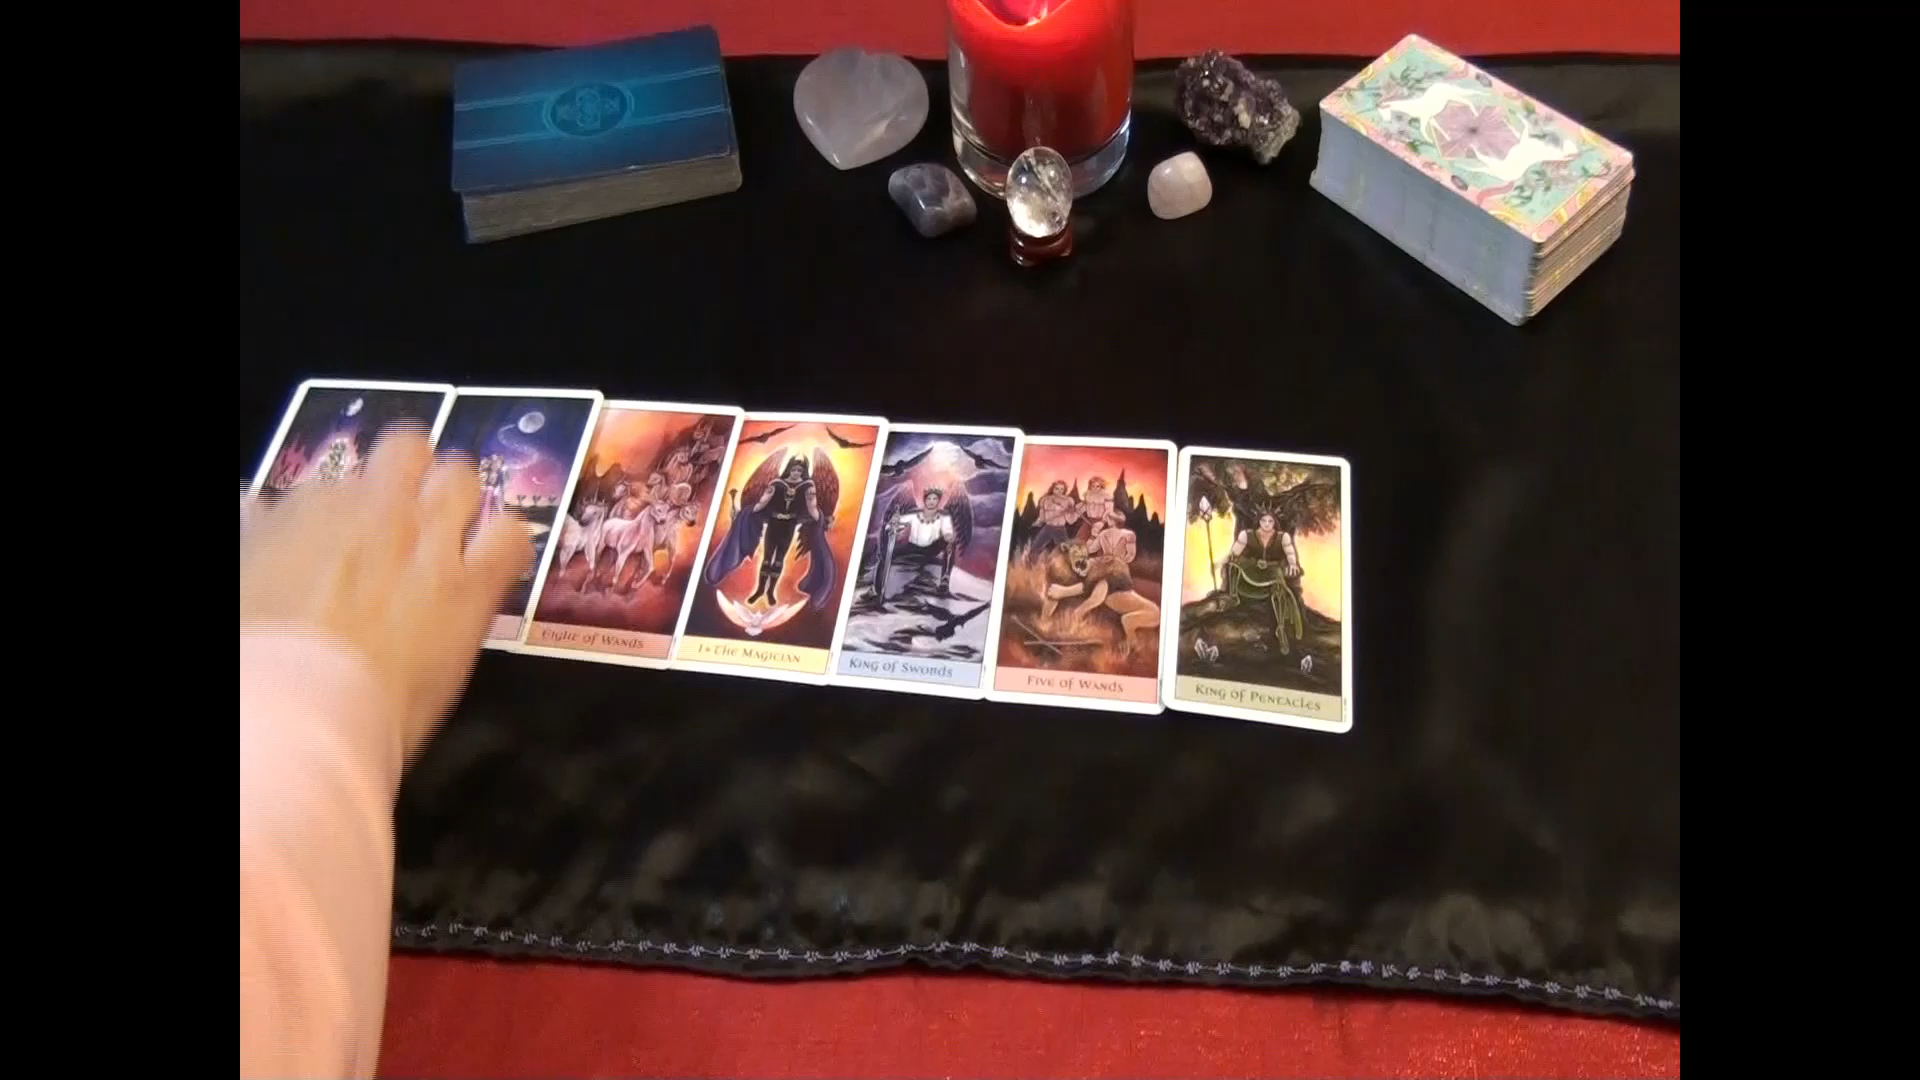 Eight of Wands
I • The Magician
King of Swords
Five of Wands
King of Pentacles